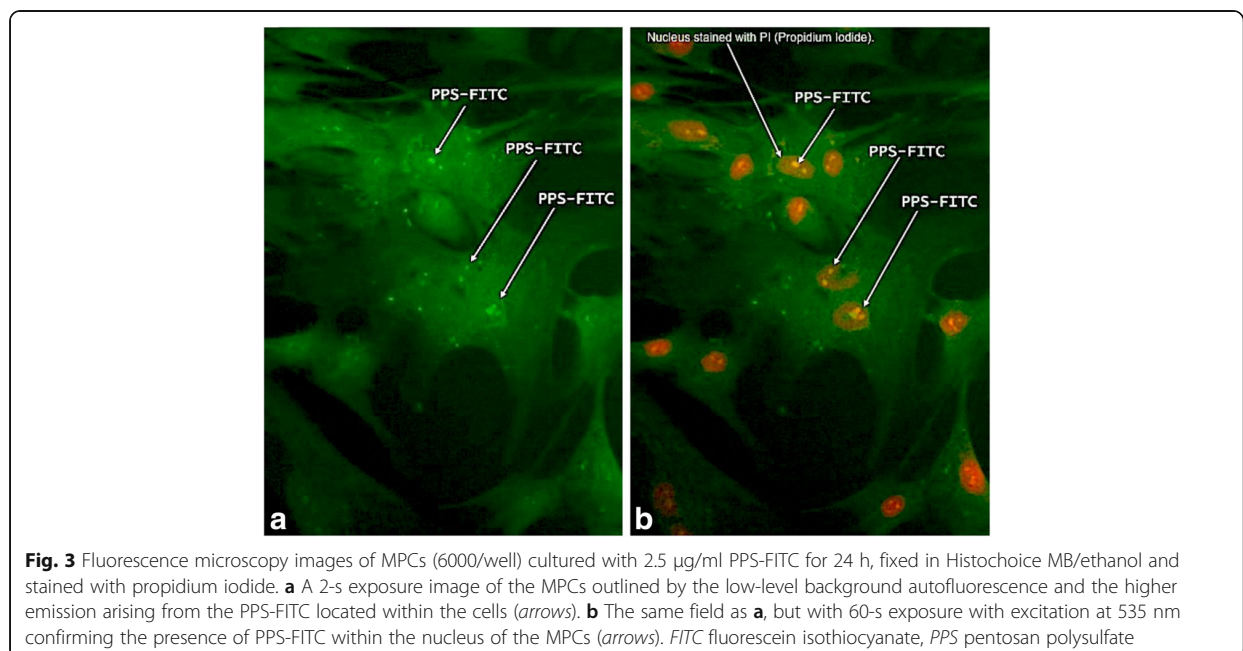 PPS-FITC
PPS-FITC
PPS-FITC
a
Nucleus stained with PI (Propidium Iodide).
PPS-FITC
PPS-FITC
PPS-FITC
b
Fig. 3 Fluorescence microscopy images of MPCs (6000/well) cultured with 2.5 μg/ml PPS-FITC for 24 h, fixed in Histochoice MB/ethanol and
stained with propidium iodide. a A 2-s exposure image of the MPCs outlined by the low-level background autofluorescence and the higher
emission arising from the PPS-FITC located within the cells (arrows). b The same field as a, but with 60-s exposure with excitation at 535 nm
confirming the presence of PPS-FITC within the nucleus of the MPCs (arrows). FITC fluorescein isothiocyanate, PPS pentosan polysulfate